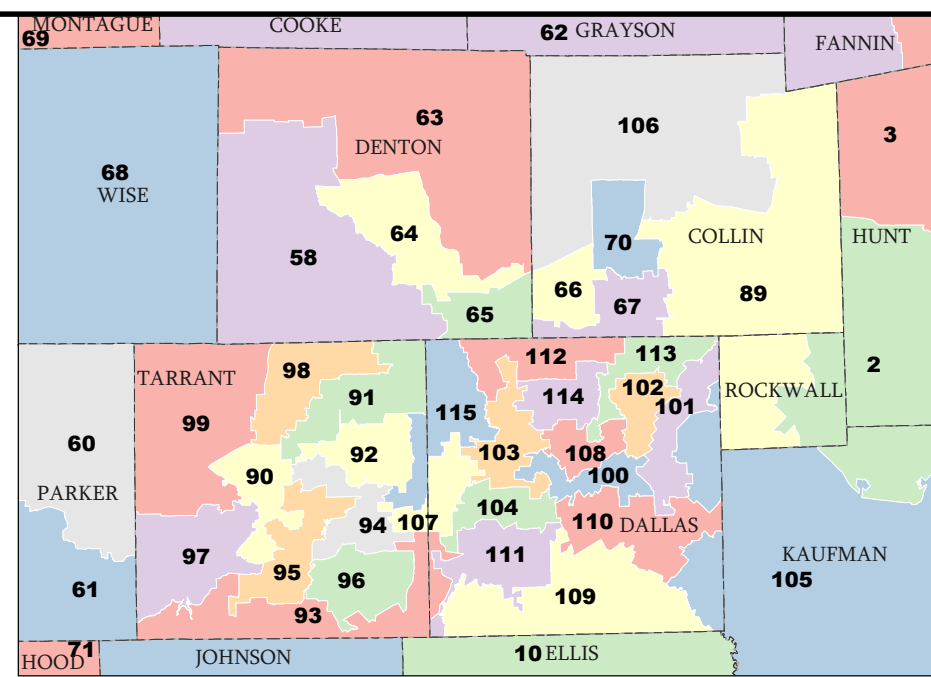 MONTAGUE
COOKE
69
62 GRAYSON
FANNIN
63
106
DENTON
3
68
WISE
64
58
70
COLLIN
HUNT
66
89
65
67
112
113
98
2
TARRANT
91
114
102
101
ROCKWALL
115
99
60
92
103
108
90
100
PARKER
104
94
107
110 DALLAS
97
111
KAUFMAN
105
95
96
61
109
93
HOOD
71
JOHNSON
10 ELLIS